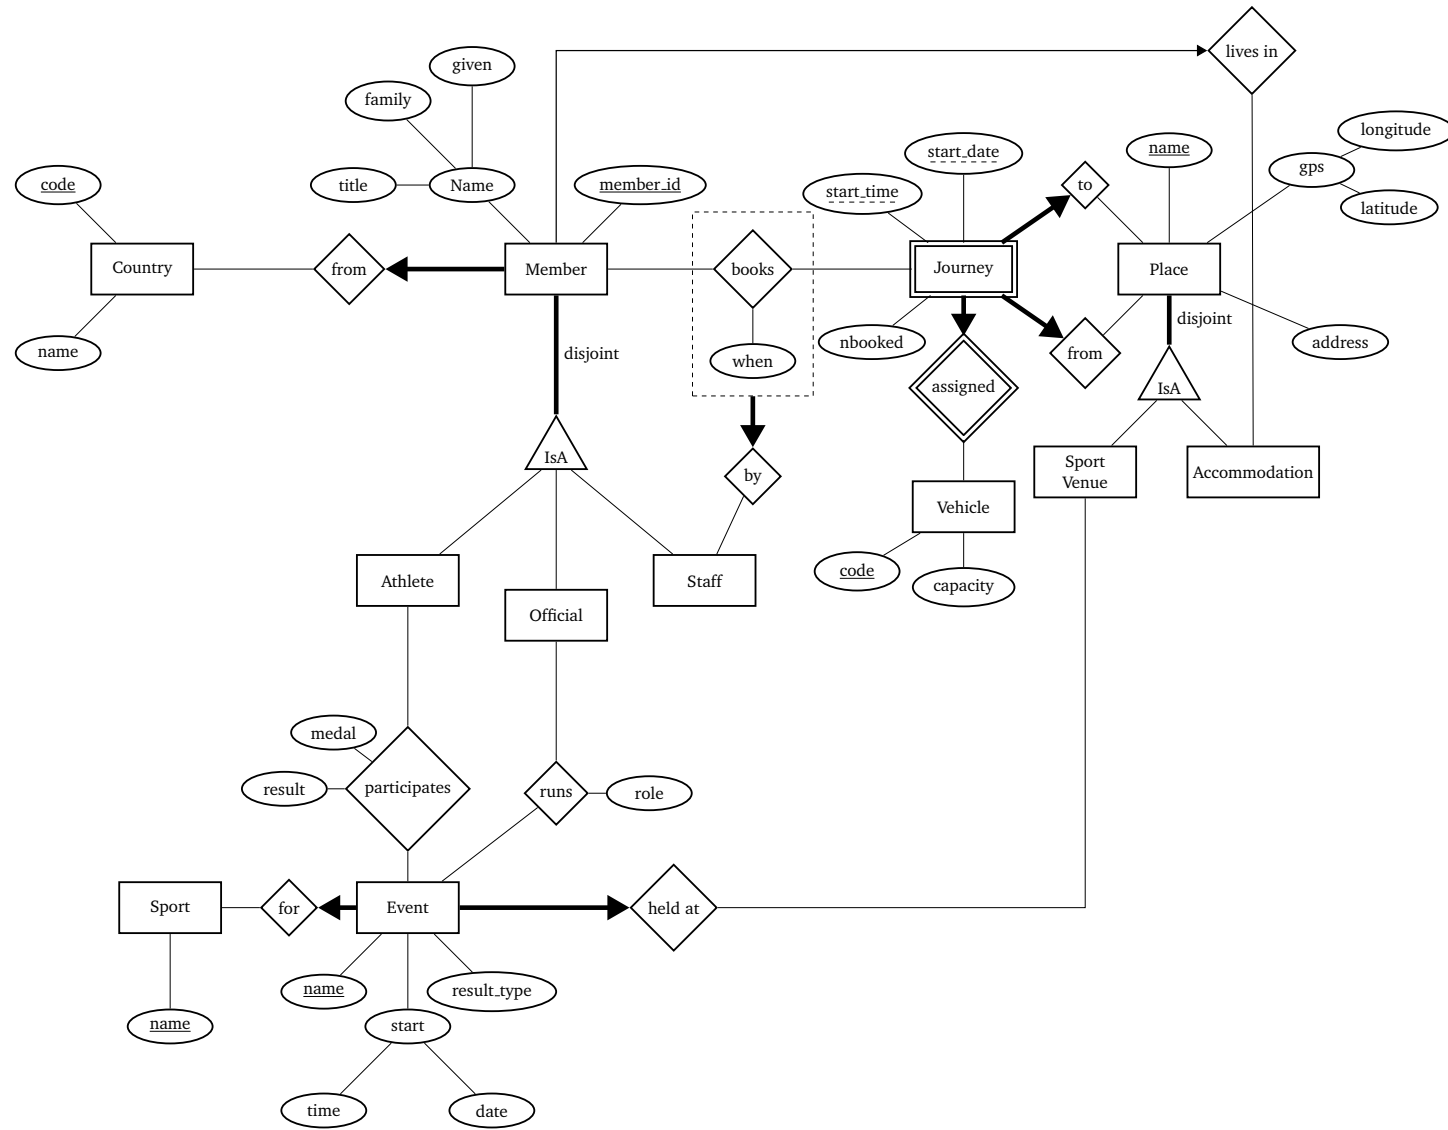 lives in
given
family
longitude
start_date
name
gps
code
title
Name
member_id
start_time
to
latitude
Country
from
Member
books
Journey
Place
disjoint
name
disjoint
when
nbooked
from
address
assigned
IsA
IsA
by
Sport
Venue
Accommodation
Vehicle
Athlete
Official
Staff
code
capacity
medal
result
participates
runs
role
Sport
for
Event
held at
name
result_type
name
start
time
date